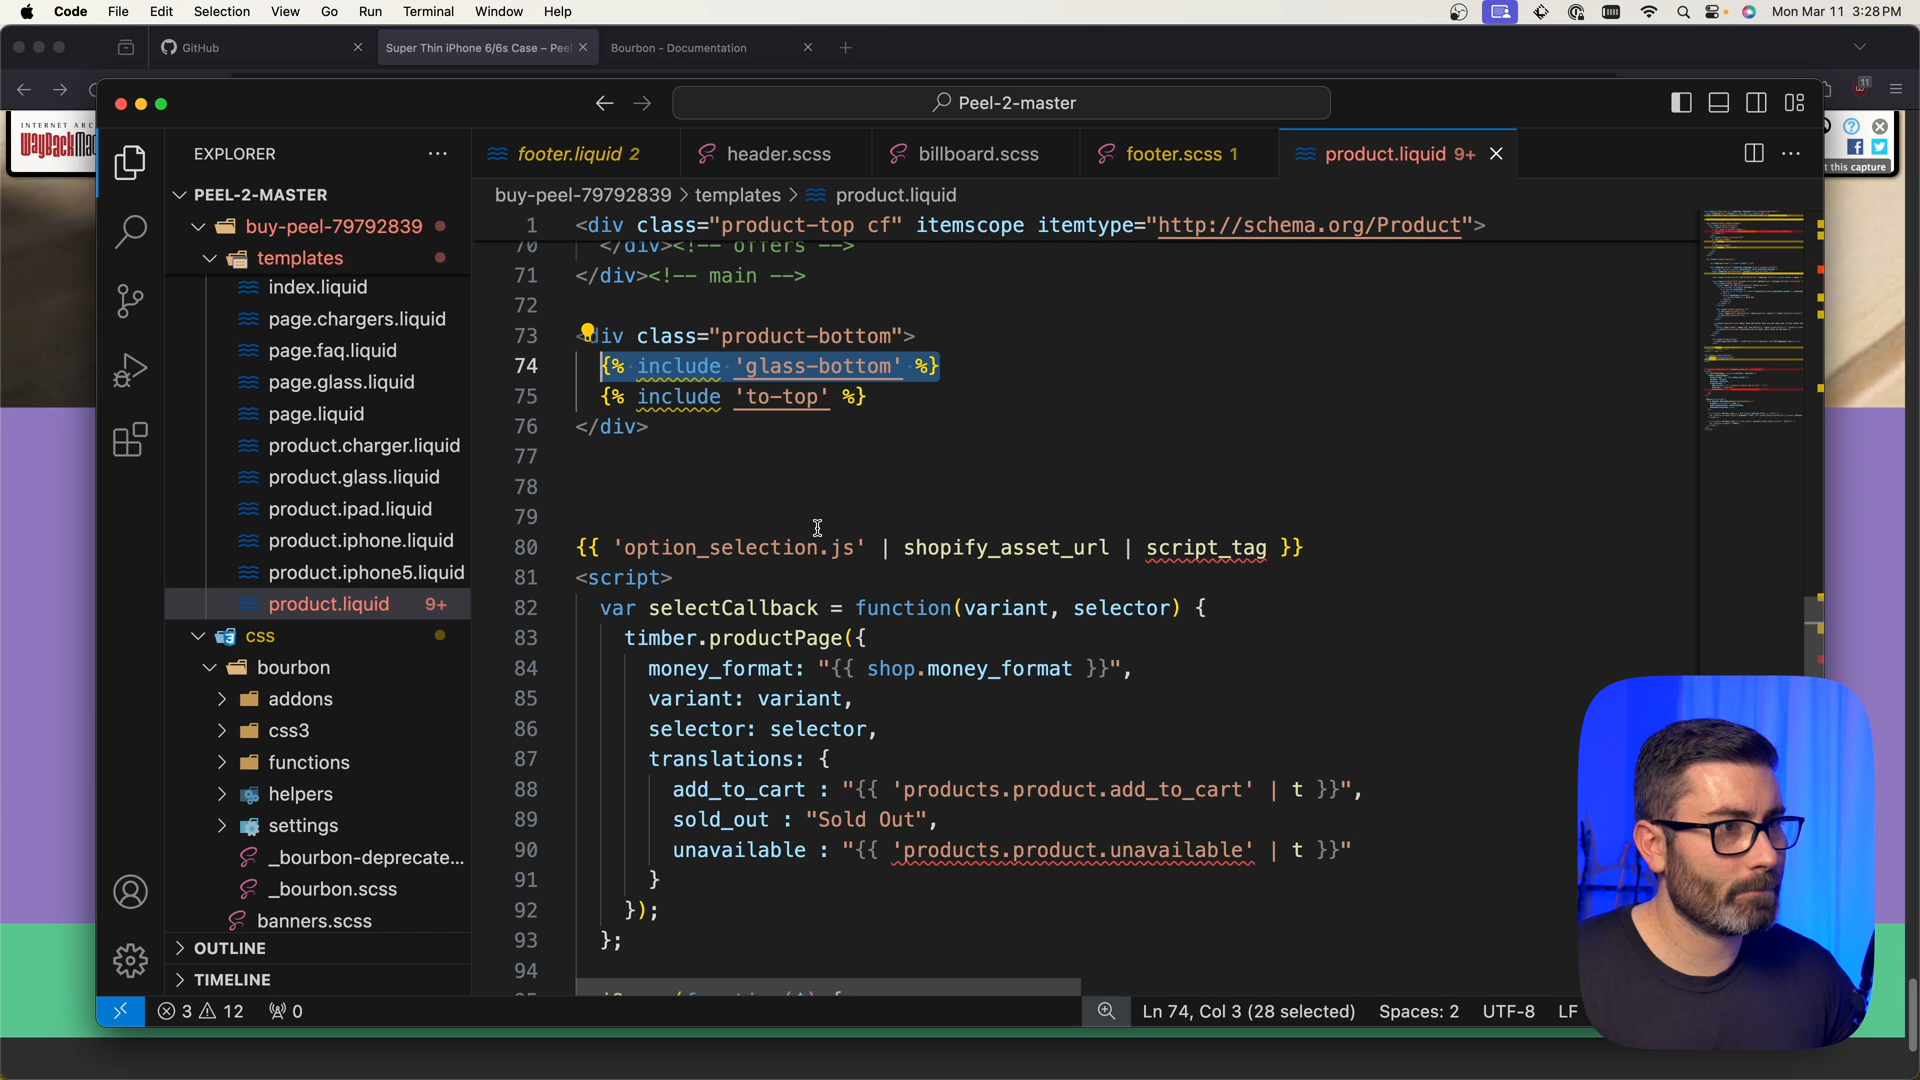 Code File Edit Selection View Go Run Terminal Window Help
Mon Mar 11 3:28 PM
GitHub
Super Thin iPhone 6/6s Case – Peel
Bourbon - Documentation
11
Peel-2-master
INTERNET ARC
WayBackMa
t this capture
EXPLORER
footer.liquid 2
header.scss
billboard.scss
footer.scss 1
product.liquid 9+
PEEL-2-MASTER
buy-peel-79792839
templates
index.liquid
page.chargers.liquid
page.faq.liquid
page.glass.liquid
page.liquid
product.charger.liquid
product.glass.liquid
product.ipad.liquid
product.iphone.liquid
product.iphone5.liquid
product.liquid 9+
css
bourbon
addons
css3
functions
helpers
settings
_bourbon-deprecate...
_bourbon.scss
banners.scss
OUTLINE
TIMELINE
buy-peel-79792839 > templates > product.liquid
1 <div class="product-top cf" itemscope itemtype="http://schema.org/Product">
70 </div><!-- offers -->
71 </div><!-- main -->
72
73 <div class="product-bottom">
74 {% include 'glass-bottom' %}
75 {% include 'to-top' %}
76 </div>
77
78
79
80 {{ 'option_selection.js' | shopify_asset_url | script_tag }}
81 <script>
82 var selectCallback = function(variant, selector) {
83 timber.productPage({
84 money_format: "{{ shop.money_format }}",
85 variant: variant,
86 selector: selector,
87 translations: {
88 add_to_cart : "{{ 'products.product.add_to_cart' | t }}",
89 sold_out : "Sold Out",
90 unavailable : "{{ 'products.product.unavailable' | t }}"
91 }
92 });
93 };
94
3 12 0
Ln 74, Col 3 (28 selected) Spaces: 2 UTF-8 LF